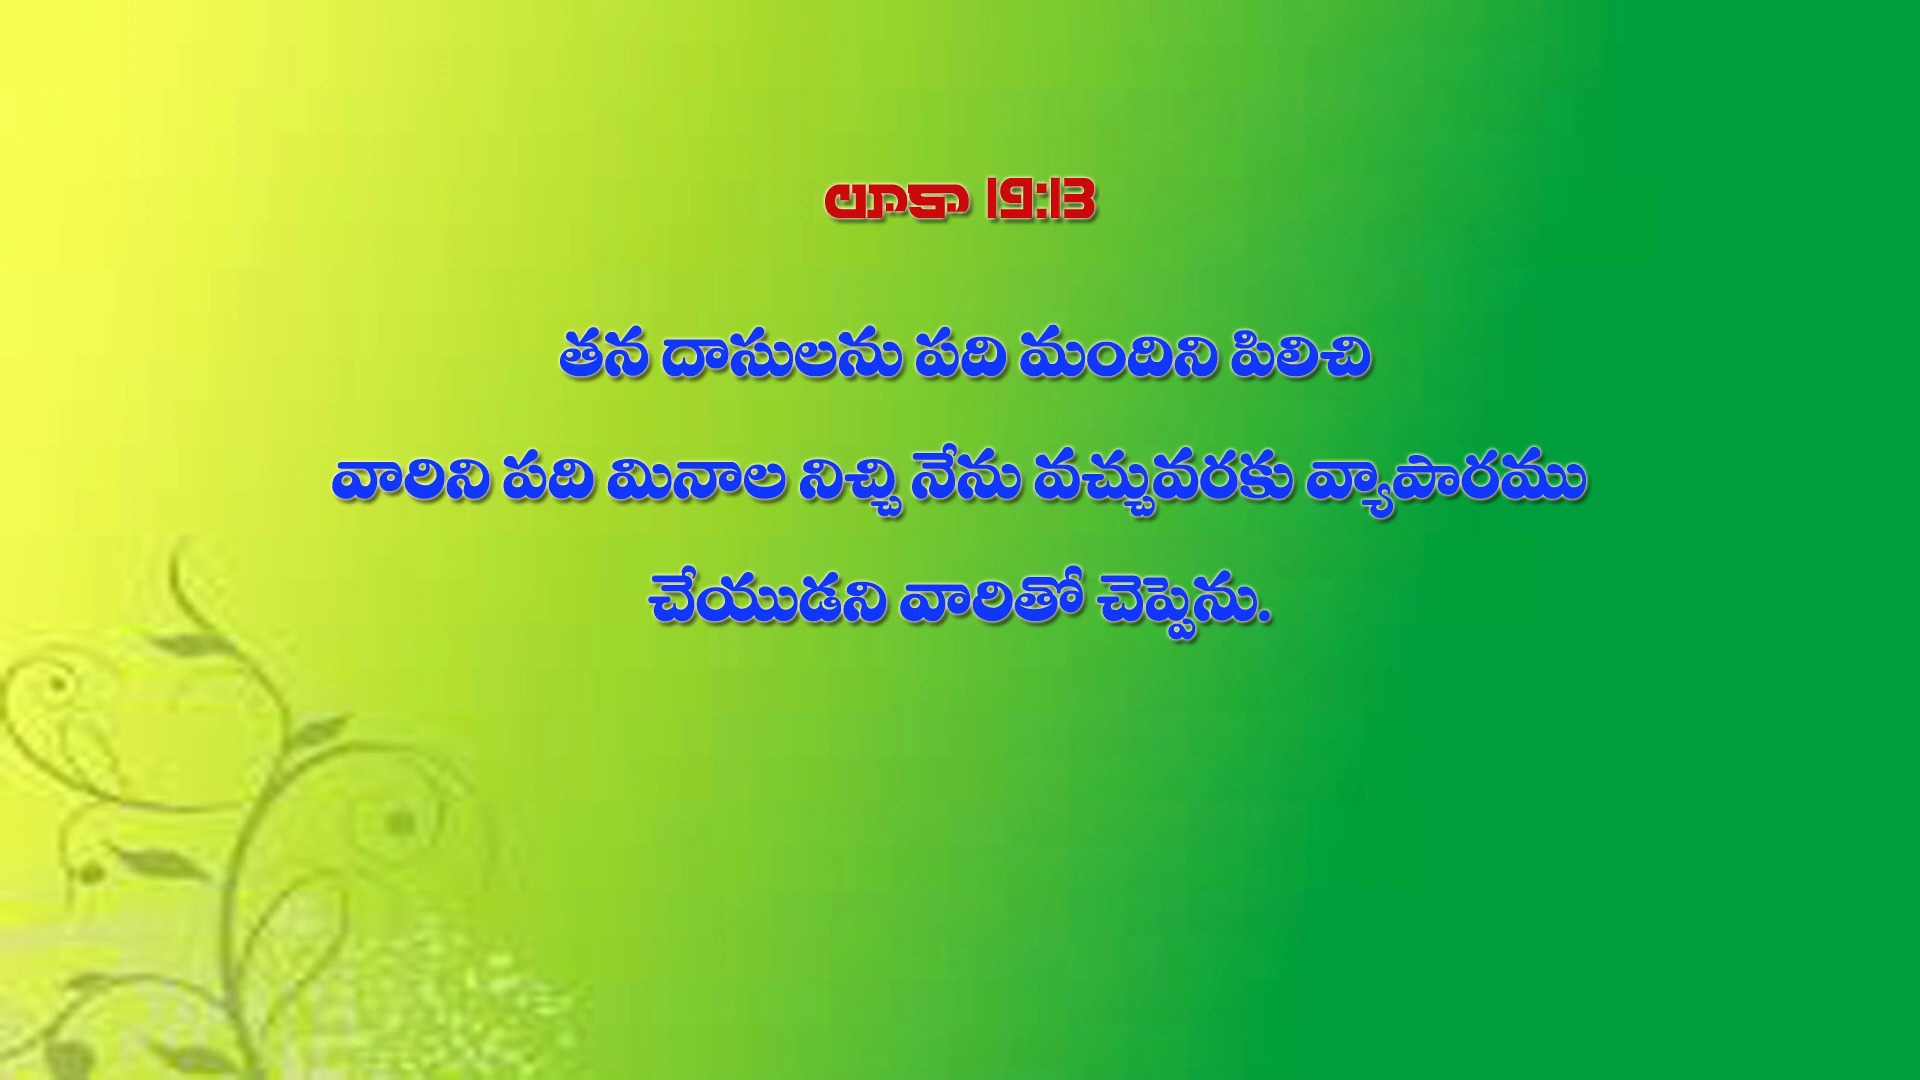 లూకా 19:13
తన దాసులను పది మందిని పిలిచి
వారిని పది మినాల నిచ్చి నేను వచ్చువరకు వ్యాపారము
చేయుడని వారితో చెప్పెను.